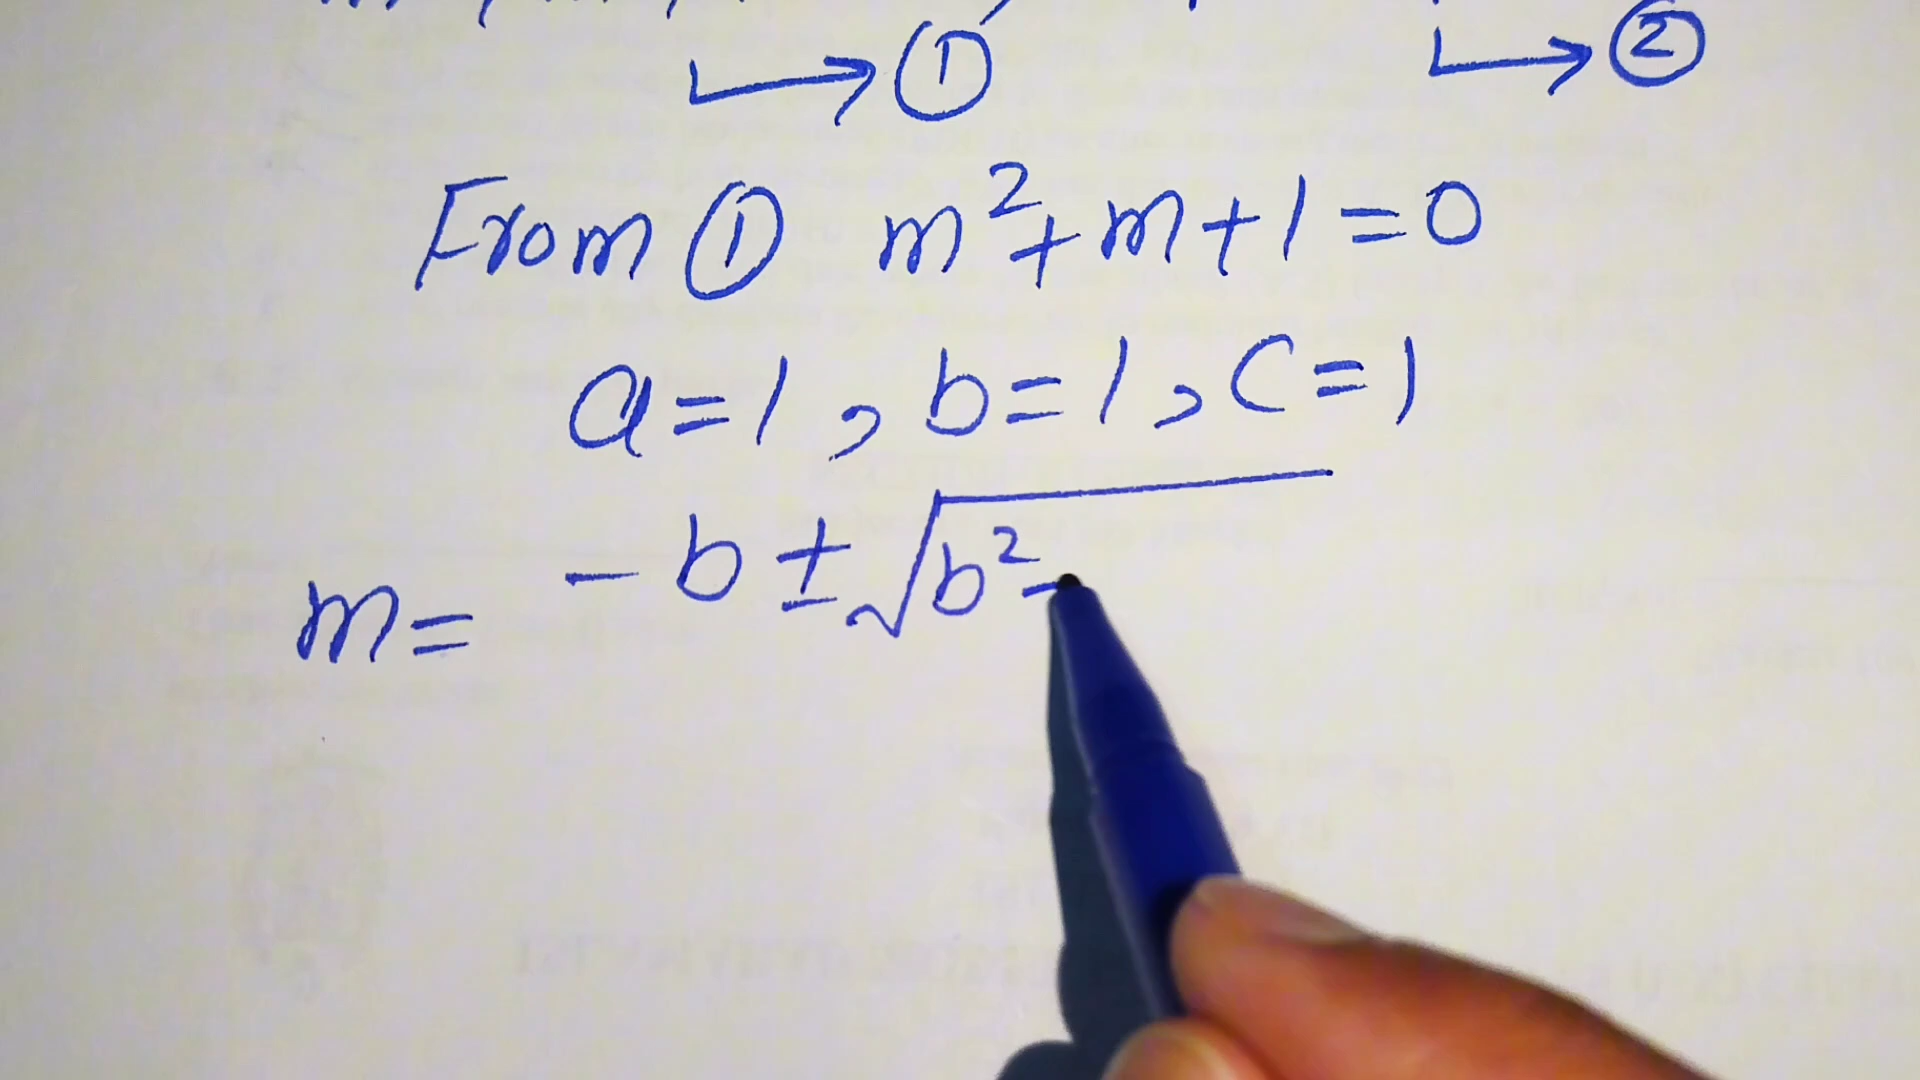 → ① → ②
From ① m²+m+1=0
a=1, b=1, c=1
m= -b ± √b²-